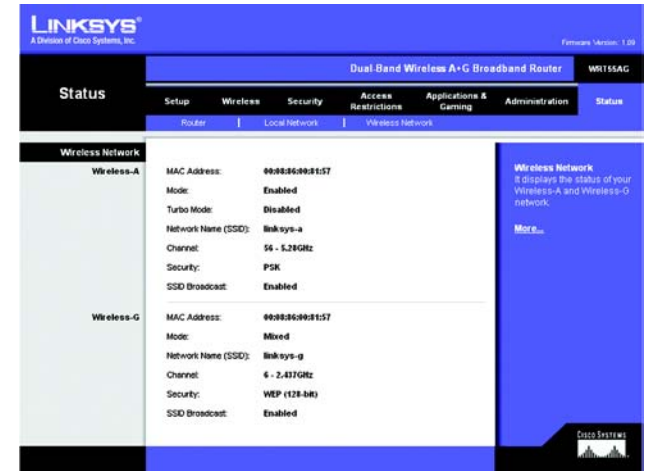 LINKSYS®
A Division of Cisco Systems, Inc.
Firmware Version: 1.09
Dual-Band Wireless A+G Broadband Router WRT55AG
Status
Setup Wireless Security Access Restrictions Applications & Gaming Administration Status
Router | Local Network | Wireless Network
Wireless Network
Wireless-A
MAC Address: 00:08:86:00:81:57
Mode: Enabled
Turbo Mode: Disabled
Network Name (SSID): linksys-a
Channel: 56 - 5.28GHz
Security: PSK
SSID Broadcast: Enabled
Wireless-G
MAC Address: 00:08:86:00:81:57
Mode: Mixed
Network Name (SSID): linksys-g
Channel: 6 - 2.437GHz
Security: WEP (128-bit)
SSID Broadcast: Enabled
Wireless Network
It displays the status of your
Wireless-A and Wireless-G
network.
More...
CISCO SYSTEMS